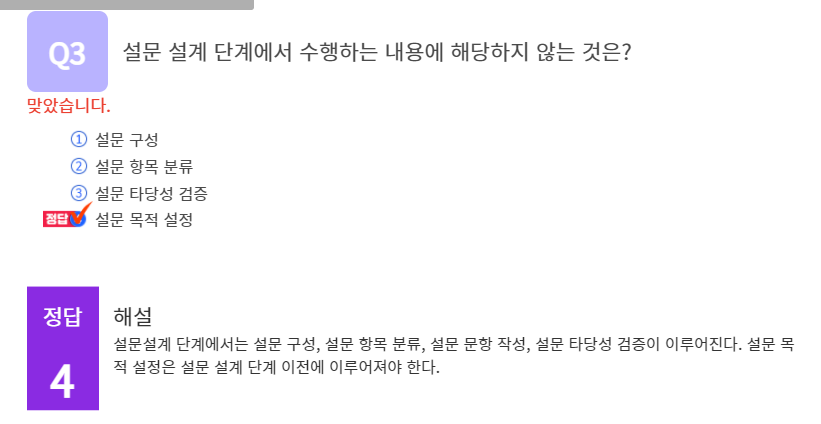 Q3 설문 설계 단계에서 수행하는 내용에 해당하지 않는 것은?
맞았습니다.
① 설문 구성
② 설문 항목 분류
③ 설문 타당성 검증
정답 설문 목적 설정
정답 해설
설문설계 단계에서는 설문 구성, 설문 항목 분류, 설문 문항 작성, 설문 타당성 검증이 이루어진다. 설문 목
적 설정은 설문 설계 단계 이전에 이루어져야 한다.
4